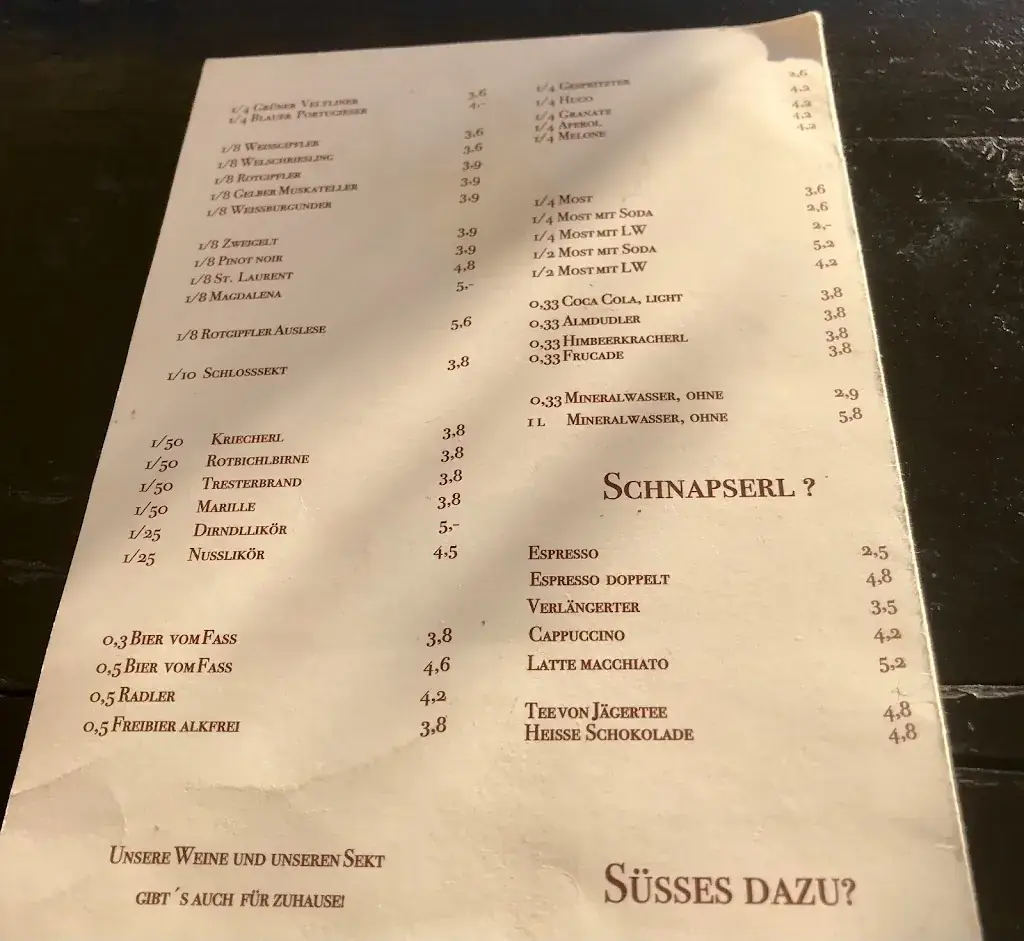 1/4 Grüner Veltliner 3,6
1/4 Blauer Portugieser 4,-
1/8 Weissgipfler 3,6
1/8 Welschriesling 3,6
1/8 Rotgipfler 3,9
1/8 Gelber Muskateller 3,9
1/8 Weissburgunder 3,9
1/8 Zweigelt 3,9
1/8 Pinot noir 3,9
1/8 St. Laurent 4,8
1/8 Magdalena 5,-
1/8 Rotgipfler Auslese 5,6
1/10 Schlosssekt 3,8
1/50 Kriecherl 3,8
1/50 Rotbichlbirne 3,8
1/50 Tresterbrand 3,8
1/50 Marille 3,8
1/25 Dirndllikör 5,-
1/25 Nusslikör 4,5
0,3 Bier vom Fass 3,8
0,5 Bier vom Fass 4,6
0,5 Radler 4,2
0,5 Freibier alkfrei 3,8
Unsere Weine und unseren Sekt
gibt´s auch für zuhause!
1/4 Gespritzter 2,6
1/4 Hugo 4,2
1/4 Granate 4,2
1/4 Aperol 4,2
1/4 Melone 4,2
1/4 Most 3,6
1/4 Most mit Soda 2,6
1/4 Most mit LW 2,-
1/2 Most mit Soda 5,2
1/2 Most mit LW 4,2
0,33 Coca Cola, light 3,8
0,33 Almdudler 3,8
0,33 Himbeerkracherl 3,8
0,33 Frucade 3,8
0,33 Mineralwasser, ohne 2,9
1 L Mineralwasser, ohne 5,8
Schnapserl ?
Espresso 2,5
Espresso doppelt 4,8
Verlängerter 3,5
Cappuccino 4,2
Latte macchiato 5,2
Tee von Jägertee 4,8
Heisse Schokolade 4,8
Süsses dazu?